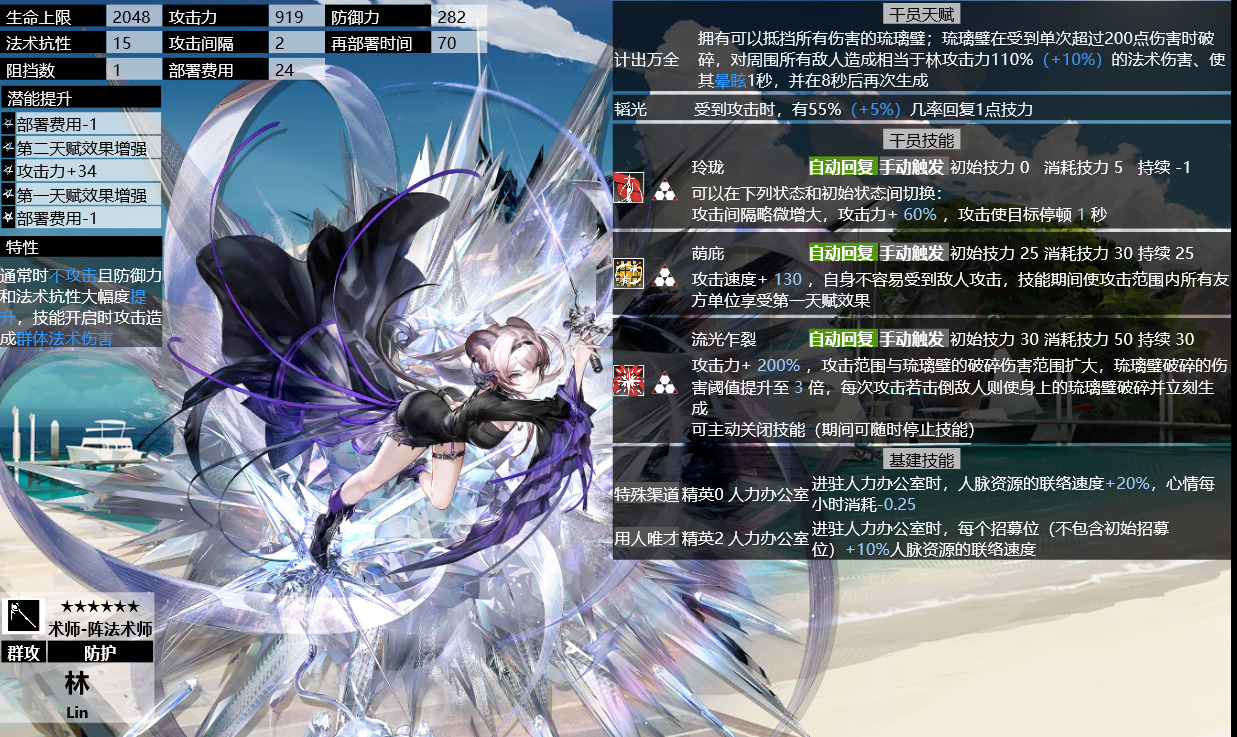 生命上限 2048 攻击力 919 防御力 282
法术抗性 15 攻击间隔 2 再部署时间 70
阻挡数 1 部署费用 24
潜能提升
部署费用-1
第二天赋效果增强
攻击力+34
第一天赋效果增强
部署费用-1
特性
通常时不攻击且防御力
和法术抗性大幅度提
升，技能开启时攻击造
成群体法术伤害
★★★★★★
术师-阵法术师
群攻 防护
林
Lin
干员天赋
计出万全
拥有可以抵挡所有伤害的琉璃璧；琉璃璧在受到单次超过200点伤害时破
碎，对周围所有敌人造成相当于林攻击力110%（+10%）的法术伤害、使
其晕眩1秒，并在8秒后再次生成
韬光 受到攻击时，有55%（+5%）几率回复1点技力
干员技能
玲珑 自动回复 手动触发 初始技力 0 消耗技力 5 持续 -1
可以在下列状态和初始状态间切换：
攻击间隔略微增大，攻击力+ 60% ，攻击使目标停顿 1 秒
荫庇 自动回复 手动触发 初始技力 25 消耗技力 30 持续 25
攻击速度+ 130 ，自身不容易受到敌人攻击，技能期间使攻击范围内所有友
方单位享受第一天赋效果
流光乍裂 自动回复 手动触发 初始技力 30 消耗技力 50 持续 30
攻击力+ 200% ，攻击范围与琉璃璧的破碎伤害范围扩大，琉璃璧破碎的伤
害阈值提升至 3 倍，每次攻击若击倒敌人则使身上的琉璃璧破碎并立刻生
成
可主动关闭技能（期间可随时停止技能）
基建技能
特殊渠道 精英0 人力办公室 进驻人力办公室时，人脉资源的联络速度+20%，心情每
小时消耗-0.25
用人唯才 精英2 人力办公室 进驻人力办公室时，每个招募位（不包含初始招募
位）+10%人脉资源的联络速度